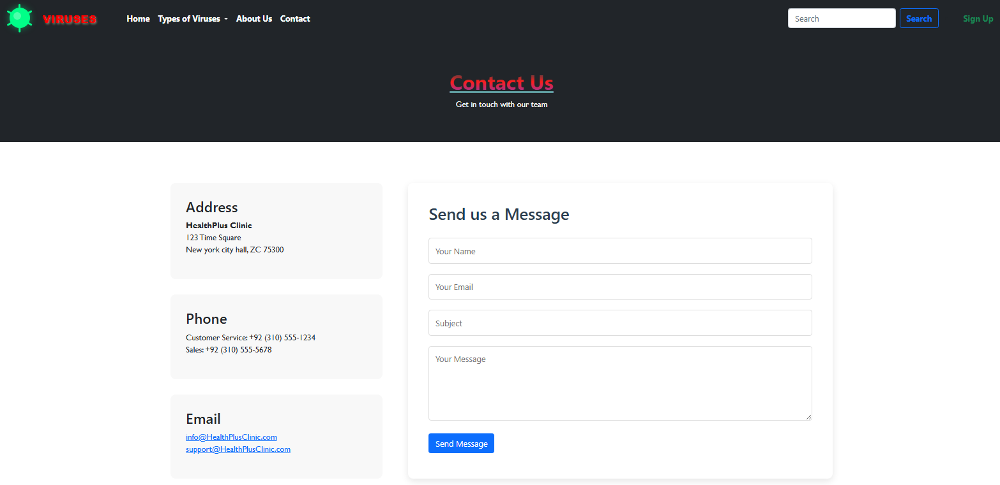 VIRUSES
Home Types of Viruses About Us Contact
Search
Search
Sign Up
Contact Us
Get in touch with our team
Address
HealthPlus Clinic
123 Time Square
New york city hall, ZC 75300
Phone
Customer Service: +92 (310) 555-1234
Sales: +92 (310) 555-5678
Email
info@HealthPlusClinic.com
support@HealthPlusClinic.com
Send us a Message
Your Name
Your Email
Subject
Your Message
Send Message